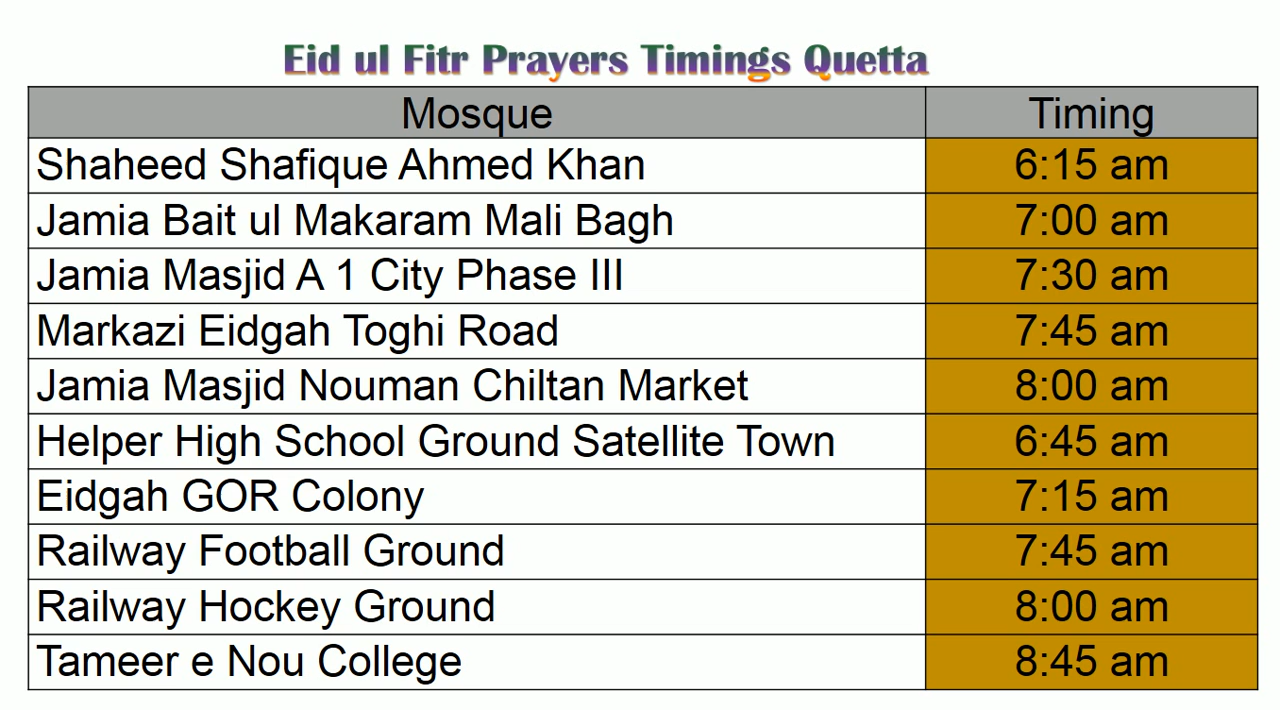 Eid ul Fitr Prayers Timings Quetta
Mosque Timing
Shaheed Shafique Ahmed Khan 6:15 am
Jamia Bait ul Makaram Mali Bagh 7:00 am
Jamia Masjid A 1 City Phase III 7:30 am
Markazi Eidgah Toghi Road 7:45 am
Jamia Masjid Nouman Chiltan Market 8:00 am
Helper High School Ground Satellite Town 6:45 am
Eidgah GOR Colony 7:15 am
Railway Football Ground 7:45 am
Railway Hockey Ground 8:00 am
Tameer e Nou College 8:45 am